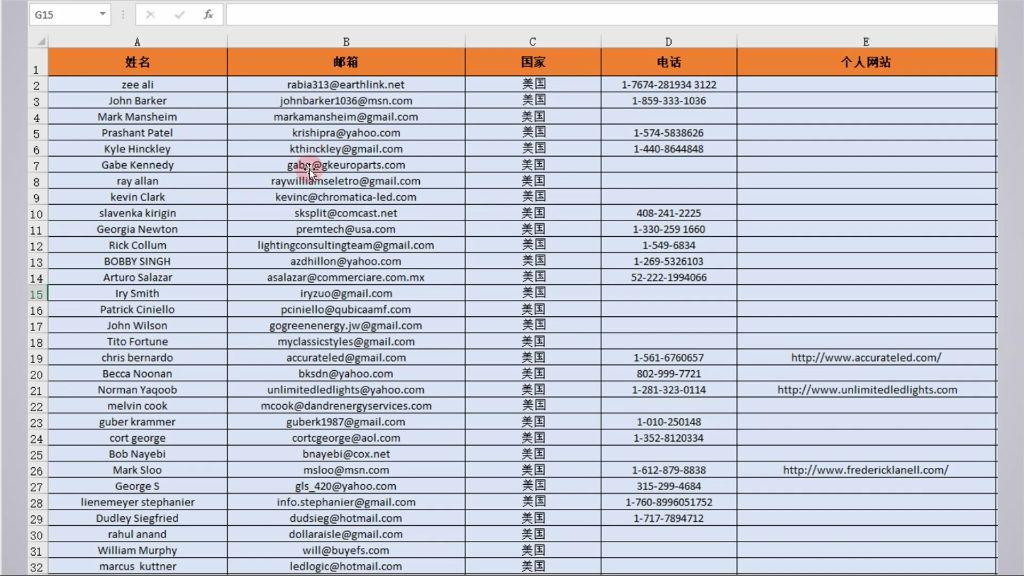 G15 fx
A B C D E
1 姓名 邮箱 国家 电话 个人网站
2 zee ali rabia313@earthlink.net 美国 1-7674-281934 3122
3 John Barker johnbarker1036@msn.com 美国 1-859-333-1036
4 Mark Mansheim markamansheim@gmail.com 美国
5 Prashant Patel krishipra@yahoo.com 美国 1-574-5838626
6 Kyle Hinckley kthinckley@gmail.com 美国 1-440-8644848
7 Gabe Kennedy gabe@gkeuroparts.com 美国
8 ray allan raywilliamseletro@gmail.com 美国
9 kevin Clark kevinc@chromatica-led.com 美国
10 slavenka kirigin sksplit@comcast.net 美国 408-241-2225
11 Georgia Newton premtech@usa.com 美国 1-330-259 1660
12 Rick Collum lightingconsultingteam@gmail.com 美国 1-549-6834
13 BOBBY SINGH azdhillon@yahoo.com 美国 1-269-5326103
14 Arturo Salazar asalazar@commerciare.com.mx 美国 52-222-1994066
15 Iry Smith iryzuo@gmail.com 美国
16 Patrick Ciniello pciniello@qubicaamf.com 美国
17 John Wilson gogreenenergy.jw@gmail.com 美国
18 Tito Fortune myclassicstyles@gmail.com 美国
19 chris bernardo accurateled@gmail.com 美国 1-561-6760657 http://www.accurateled.com/
20 Becca Noonan bksdn@yahoo.com 美国 802-999-7721
21 Norman Yaqoob unlimitedledlights@yahoo.com 美国 1-281-323-0114 http://www.unlimitedledlights.com
22 melvin cook mcook@dandrenergyservices.com 美国
23 guber krammer guberk1987@gmail.com 美国 1-010-250148
24 cort george cortcgeorge@aol.com 美国 1-352-8120334
25 Bob Nayebi bnayebi@cox.net 美国
26 Mark Sloo msloo@msn.com 美国 1-612-879-8838 http://www.fredericklanell.com/
27 George S gls_420@yahoo.com 美国 315-299-4684
28 lienemeyer stephanier info.stephanier@gmail.com 美国 1-760-8996051752
29 Dudley Siegfried dudsieg@hotmail.com 美国 1-717-7894712
30 rahul anand dollaraisle@gmail.com 美国
31 William Murphy will@buyefs.com 美国
32 marcus kuttner ledlogic@hotmail.com 美国